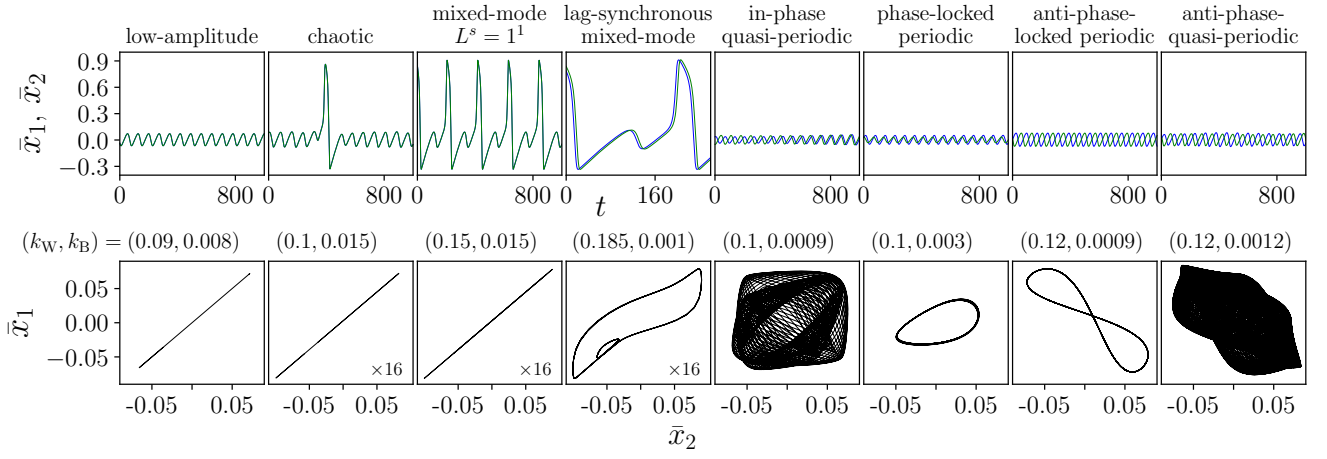 mixed-mode lag-synchronous in-phase phase-locked anti-phase- anti-phase-
low-amplitude chaotic L^s = 1^1 mixed-mode quasi-periodic periodic locked periodic quasi-periodic
0.9
0.6
0.3
0.0
−0.3
x̄₁, x̄₂
0 800 0 800 0 800 0 160 0 800 0 800 0 800 0 800
t
(k_W, k_B) = (0.09, 0.008) (0.1, 0.015) (0.15, 0.015) (0.185, 0.001) (0.1, 0.0009) (0.1, 0.003) (0.12, 0.0009) (0.12, 0.0012)
0.05
0.00
−0.05
x̄₁
×16 ×16 ×16
-0.05 0.05 -0.05 0.05 -0.05 0.05 -0.05 0.05 -0.05 0.05 -0.05 0.05 -0.05 0.05 -0.05 0.05
x̄₂